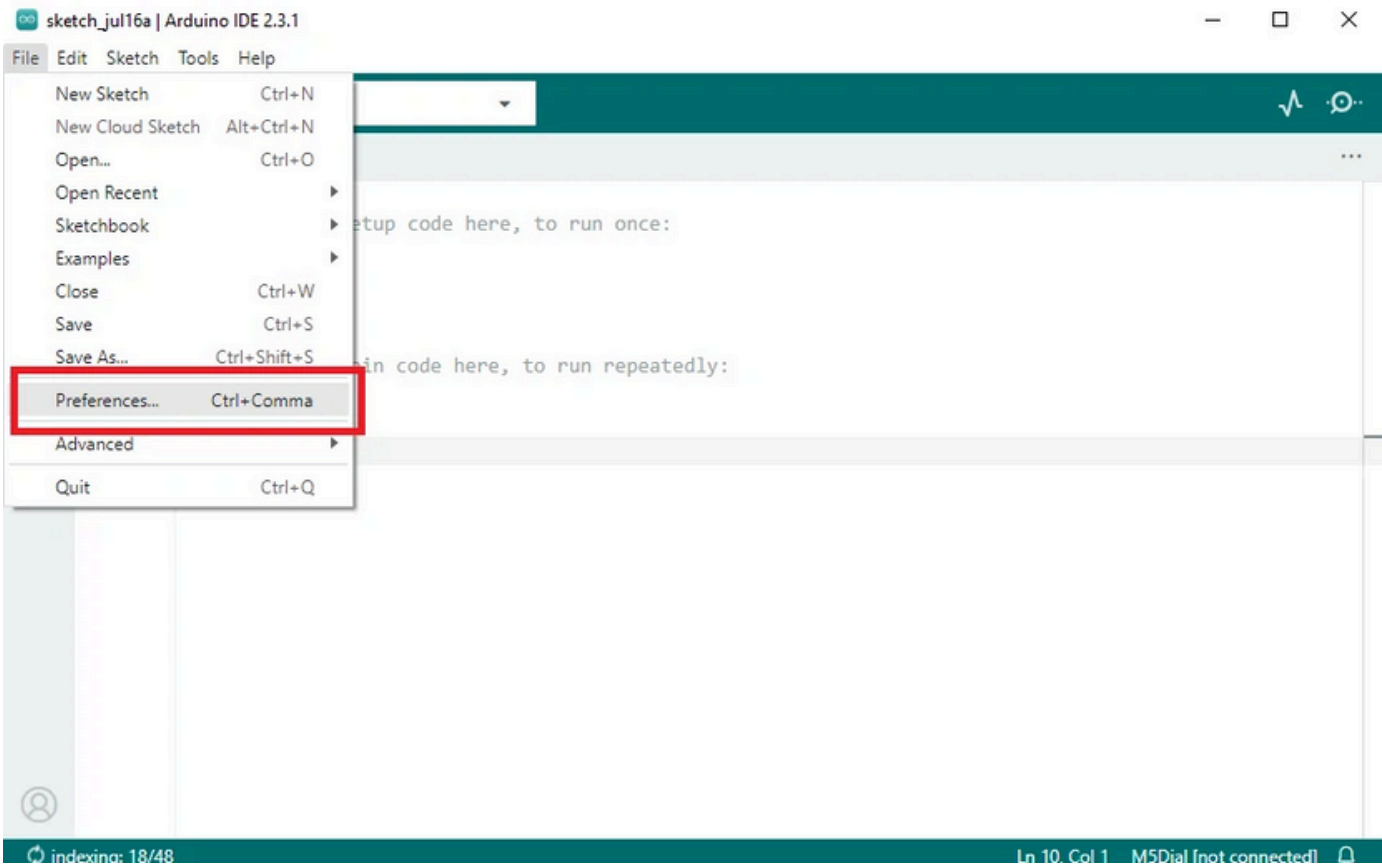 sketch_jul16a | Arduino IDE 2.3.1
File Edit Sketch Tools Help
New Sketch Ctrl+N
New Cloud Sketch Alt+Ctrl+N
Open... Ctrl+O
Open Recent
Sketchbook
etup code here, to run once:
Examples
Close Ctrl+W
Save Ctrl+S
Save As... Ctrl+Shift+S
in code here, to run repeatedly:
Preferences... Ctrl+Comma
Advanced
Quit Ctrl+Q
indexing: 18/48 Ln 10, Col 1 M5Dial [not connected]